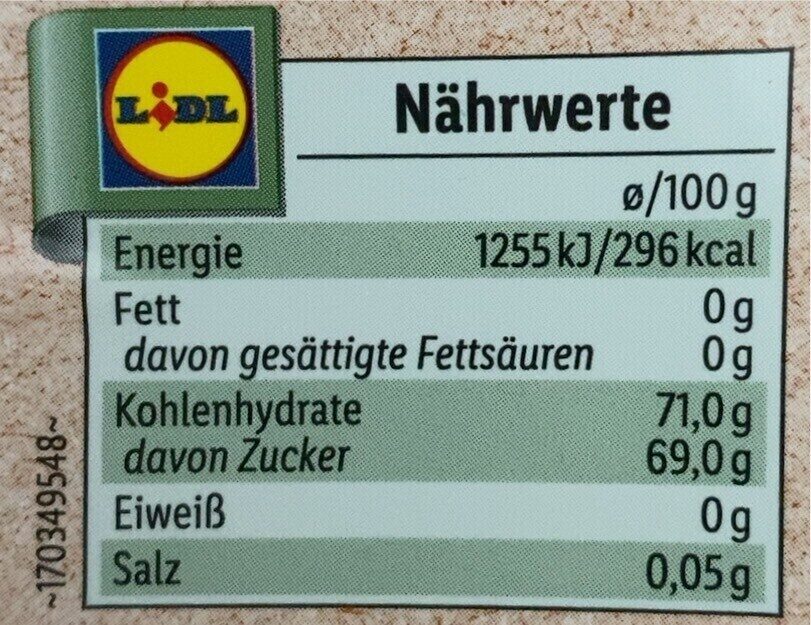 LIDL
Nährwerte
ø/100 g
Energie 1255 kJ/296 kcal
Fett 0 g
davon gesättigte Fettsäuren 0 g
Kohlenhydrate 71,0 g
davon Zucker 69,0 g
Eiweiß 0 g
Salz 0,05 g
~170349548~